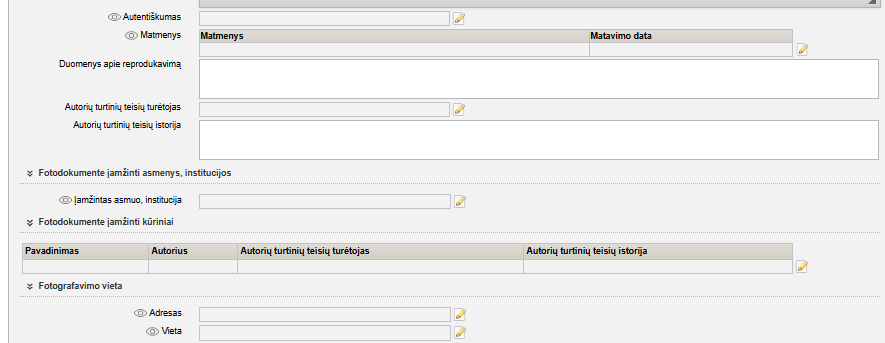 Autentiškumas
Matmenys
Matmenys Matavimo data
Duomenys apie reprodukavimą
Autorių turtinių teisių turėtojas
Autorių turtinių teisių istorija
Fotodokumente įamžinti asmenys, institucijos
Įamžintas asmuo, institucija
Fotodokumente įamžinti kūriniai
Pavadinimas Autorius Autorių turtinių teisių turėtojas Autorių turtinių teisių istorija
Fotografavimo vieta
Adresas
Vieta